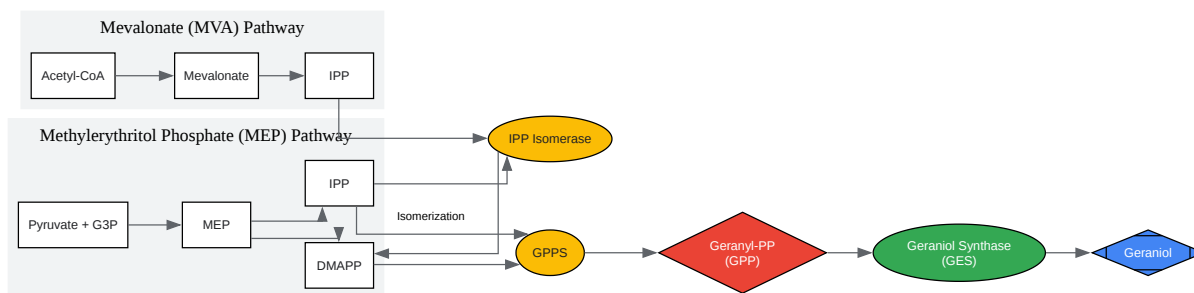 Mevalonate (MVA) Pathway
Acetyl-CoA
Mevalonate
IPP
Methylerythritol Phosphate (MEP) Pathway
IPP Isomerase
IPP
Pyruvate + G3P
MEP
Isomerization
DMAPP
GPPS
Geranyl-PP
(GPP)
Geraniol Synthase
(GES)
Geraniol